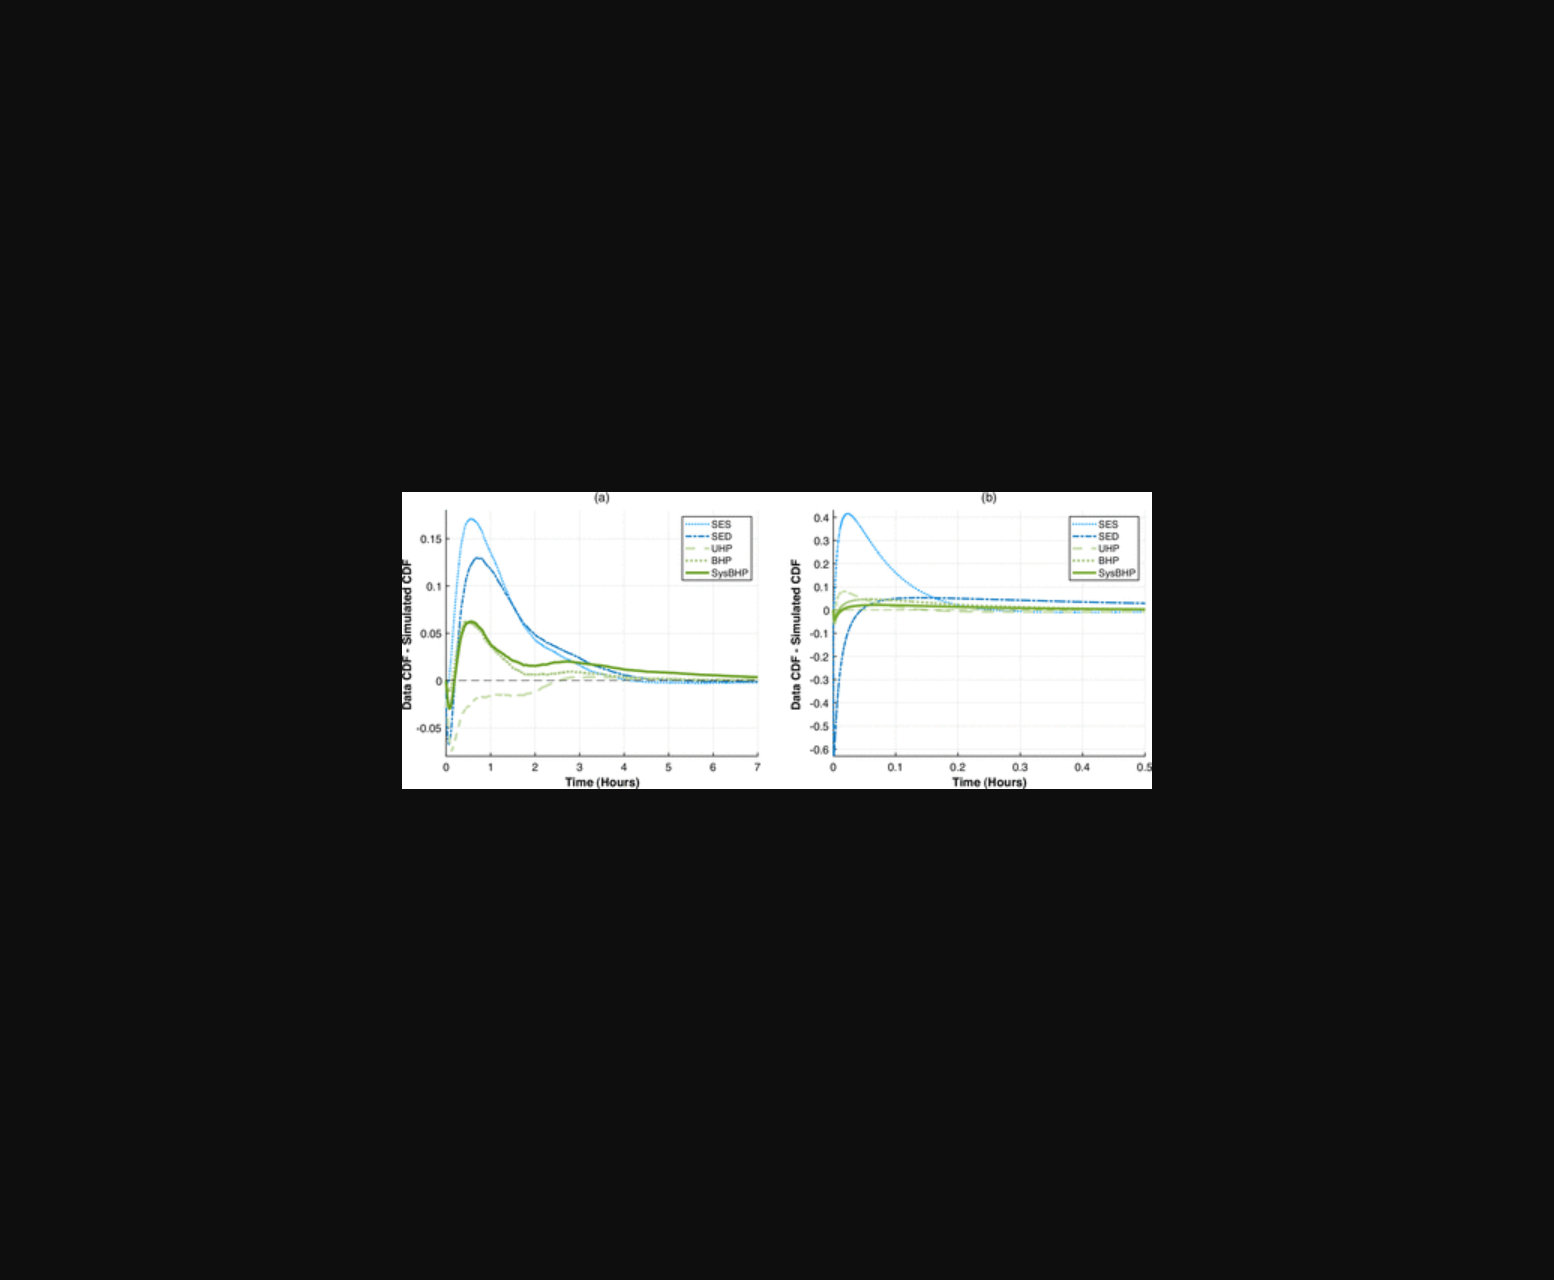 (a)
Data CDF - Simulated CDF
0.15
0.1
0.05
0
-0.05
0 1 2 3 4 5 6 7
Time (Hours)
SES
SED
UHP
BHP
SysBHP
(b)
Data CDF - Simulated CDF
0.4
0.3
0.2
0.1
0
-0.1
-0.2
-0.3
-0.4
-0.5
-0.6
0 0.1 0.2 0.3 0.4 0.5
Time (Hours)
SES
SED
UHP
BHP
SysBHP